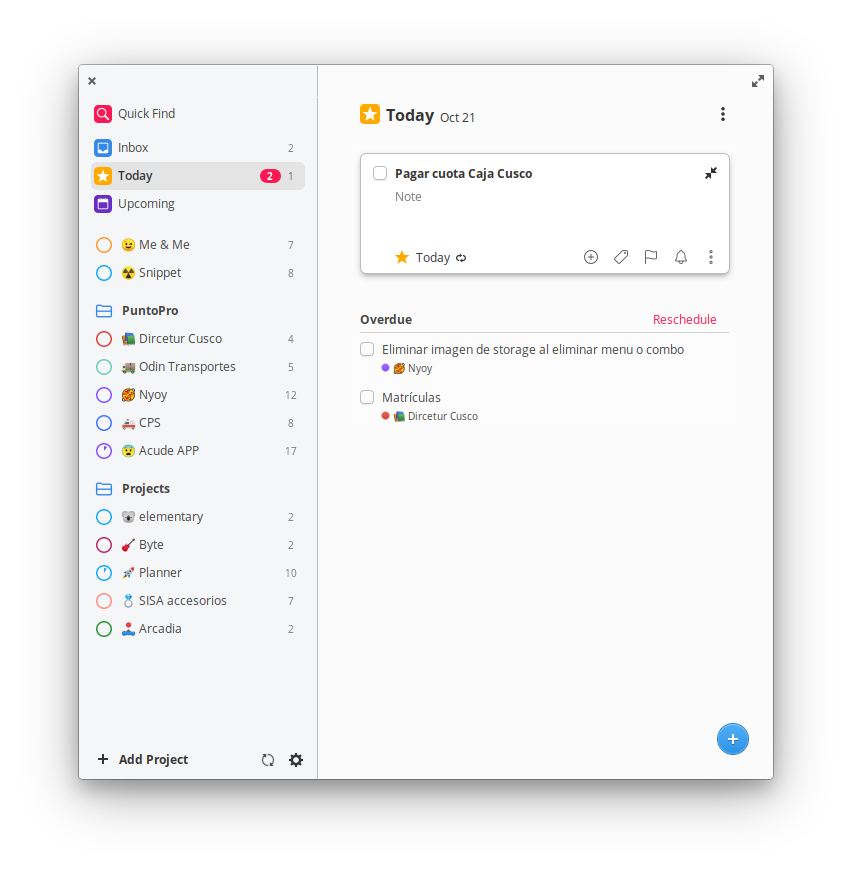 Quick Find
Inbox 2
Today 2 1
Upcoming
Me & Me 7
Snippet 8
PuntoPro
Dircetur Cusco 4
Odin Transportes 5
Nyoy 12
CPS 8
Acude APP 17
Projects
elementary 2
Byte 2
Planner 10
SISA accesorios 7
Arcadia 2
Add Project
Today Oct 21
Pagar cuota Caja Cusco
Note
Today
Overdue Reschedule
Eliminar imagen de storage al eliminar menu o combo
Nyoy
Matrículas
Dircetur Cusco